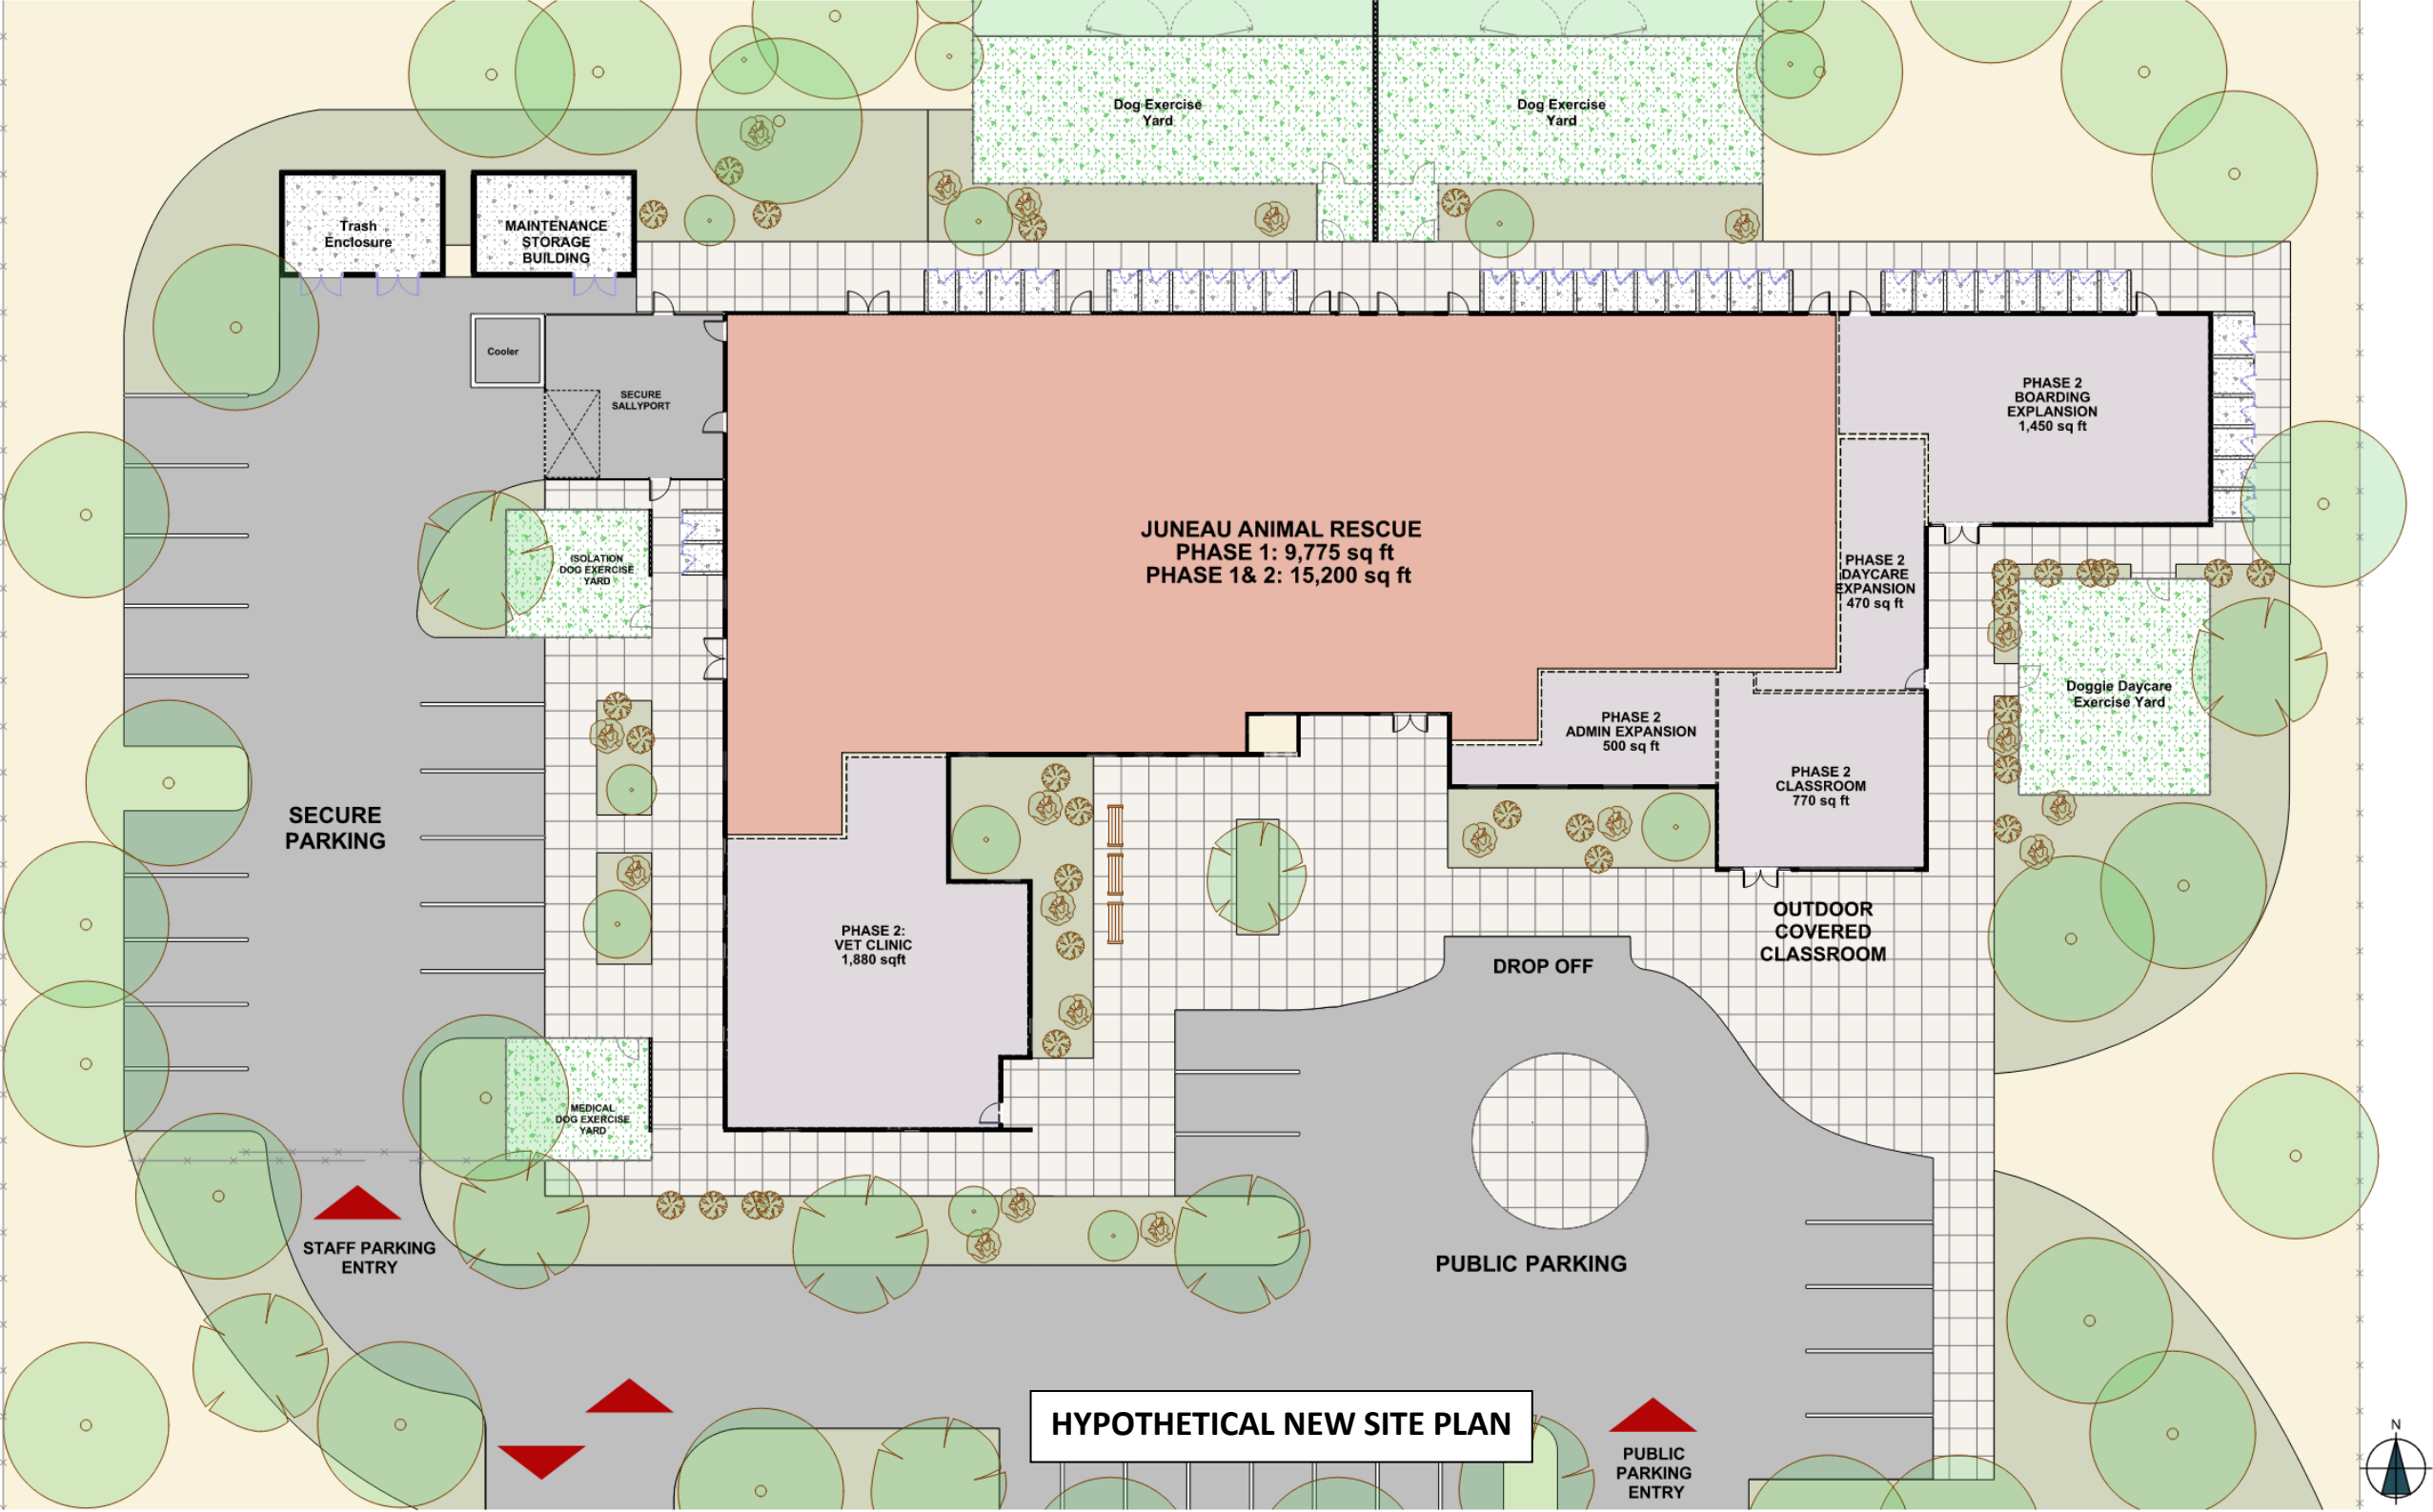 Dog Exercise
Yard
Dog Exercise
Yard
Trash
Enclosure
MAINTENANCE
STORAGE
BUILDING
Cooler
SECURE
SALLYPORT
PHASE 2
BOARDING
EXPLANSION
1,450 sq ft
JUNEAU ANIMAL RESCUE
PHASE 1: 9,775 sq ft
PHASE 1& 2: 15,200 sq ft
ISOLATION
DOG EXERCISE
YARD
PHASE 2
DAYCARE
EXPANSION
470 sq ft
Doggie Daycare
Exercise Yard
PHASE 2
ADMIN EXPANSION
500 sq ft
PHASE 2
CLASSROOM
770 sq ft
SECURE
PARKING
PHASE 2:
VET CLINIC
1,880 sqft
OUTDOOR
COVERED
CLASSROOM
DROP OFF
MEDICAL
DOG EXERCISE
YARD
STAFF PARKING
ENTRY
PUBLIC PARKING
HYPOTHETICAL NEW SITE PLAN
PUBLIC
PARKING
ENTRY
N